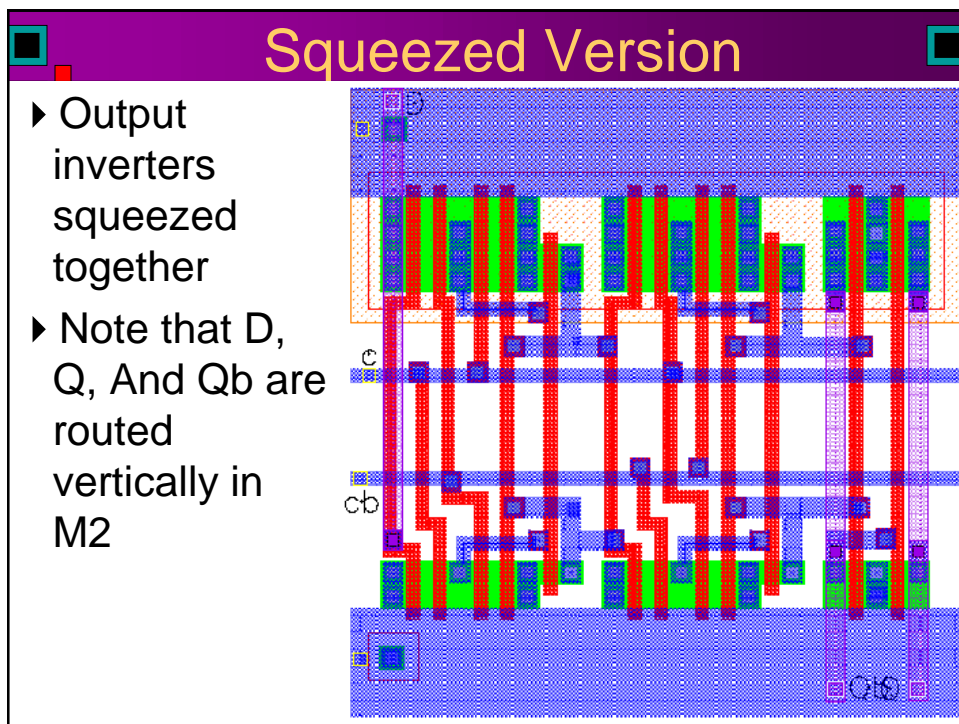 Squeezed Version
Output
inverters
squeezed
together
Note that D,
Q, And Qb are
routed
vertically in
M2
D
c
cb